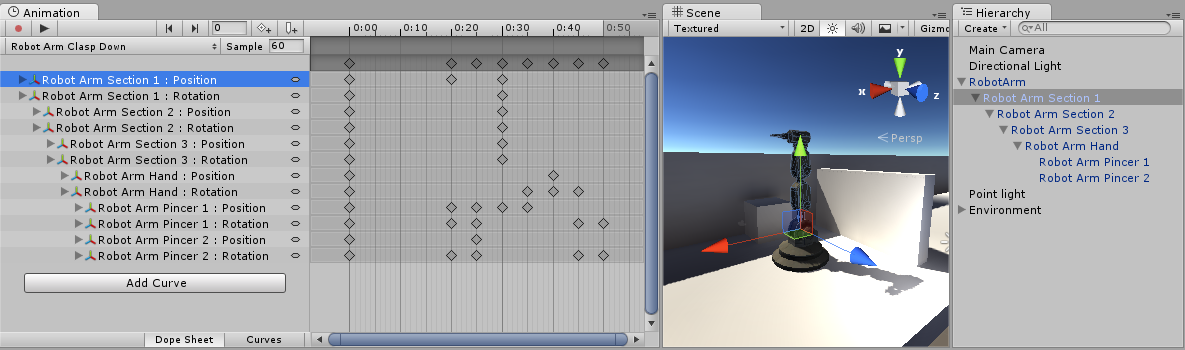 Animation
0
Robot Arm Clasp Down
Sample 60
0:00 0:10 0:20 0:30 0:40 0:50
Robot Arm Section 1 : Position
Robot Arm Section 1 : Rotation
Robot Arm Section 2 : Position
Robot Arm Section 2 : Rotation
Robot Arm Section 3 : Position
Robot Arm Section 3 : Rotation
Robot Arm Hand : Position
Robot Arm Hand : Rotation
Robot Arm Pincer 1 : Position
Robot Arm Pincer 1 : Rotation
Robot Arm Pincer 2 : Position
Robot Arm Pincer 2 : Rotation
Add Curve
Dope Sheet Curves
Scene
Textured 2D Gizmo
y
x
z
Persp
Hierarchy
Create All
Main Camera
Directional Light
RobotArm
Robot Arm Section 1
Robot Arm Section 2
Robot Arm Section 3
Robot Arm Hand
Robot Arm Pincer 1
Robot Arm Pincer 2
Point light
Environment